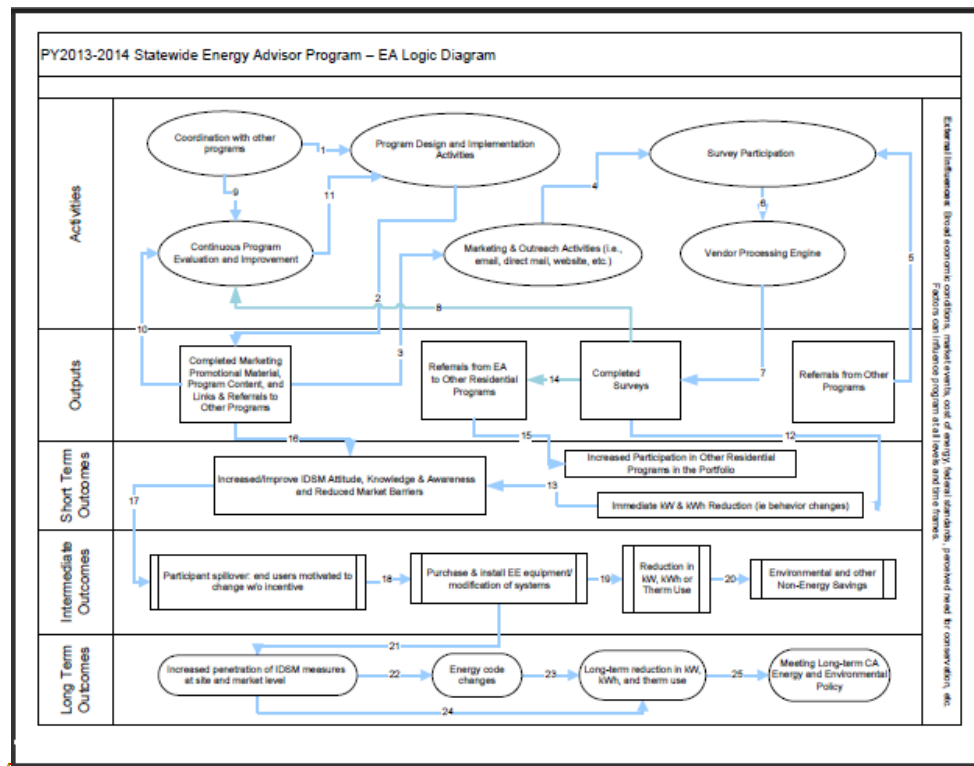 PY2013-2014 Statewide Energy Advisor Program – EA Logic Diagram
Activities
Coordination with other
programs
1
Program Design and Implementation
Activities
Survey Participation
9
11
4
6
5
Continuous Program
Evaluation and Improvement
Marketing & Outreach Activities (i.e.,
email, direct mail, website, etc.)
Vendor Processing Engine
2
8
10
3
7
Outputs
Completed Marketing
Promotional Material,
Program Content, and
Links & Referrals to
Other Programs
Referrals from EA
to Other Residential
Programs
14
Completed
Surveys
Referrals from Other
Programs
16
15
12
Short Term
Outcomes
Increased/Improve IDSM Attitude, Knowledge & Awareness
and Reduced Market Barriers
Increased Participation in Other Residential
Programs in the Portfolio
13
Immediate kW & kWh Reduction (ie behavior changes)
17
Intermediate
Outcomes
Participant spillover: end users motivated to
change w/o incentive
18
Purchase & install EE equipment/
modification of systems
19
Reduction in
kW, kWh or
Therm Use
20
Environmental and other
Non-Energy Savings
21
Long Term
Outcomes
Increased penetration of IDSM measures
at site and market level
22
Energy code
changes
23
Long-term reduction in kW,
kWh, and therm use
25
Meeting Long-term CA
Energy and Environmental
Policy
24
External Influences: Broad economic conditions, market events, cost of energy, federal standards, perceived need for conservation, etc.
Factors can influence program at all levels and time frames.